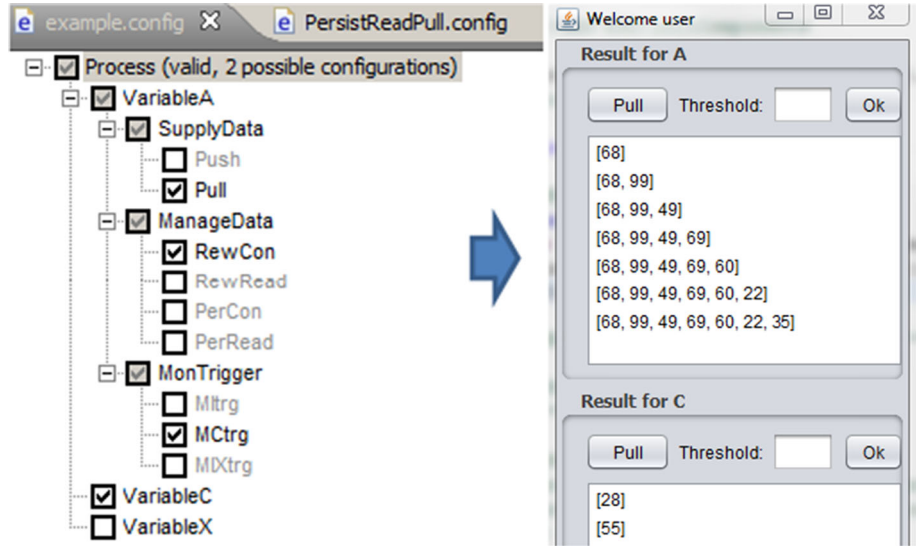 example.config
PersistReadPull.config
Process (valid, 2 possible configurations)
VariableA
SupplyData
Push
Pull
ManageData
RewCon
RewRead
PerCon
PerRead
MonTrigger
MItrg
MCtrg
MIXtrg
VariableC
VariableX
Welcome user
Result for A
Pull Threshold: Ok
[68]
[68, 99]
[68, 99, 49]
[68, 99, 49, 69]
[68, 99, 49, 69, 60]
[68, 99, 49, 69, 60, 22]
[68, 99, 49, 69, 60, 22, 35]
Result for C
Pull Threshold: Ok
[28]
[55]